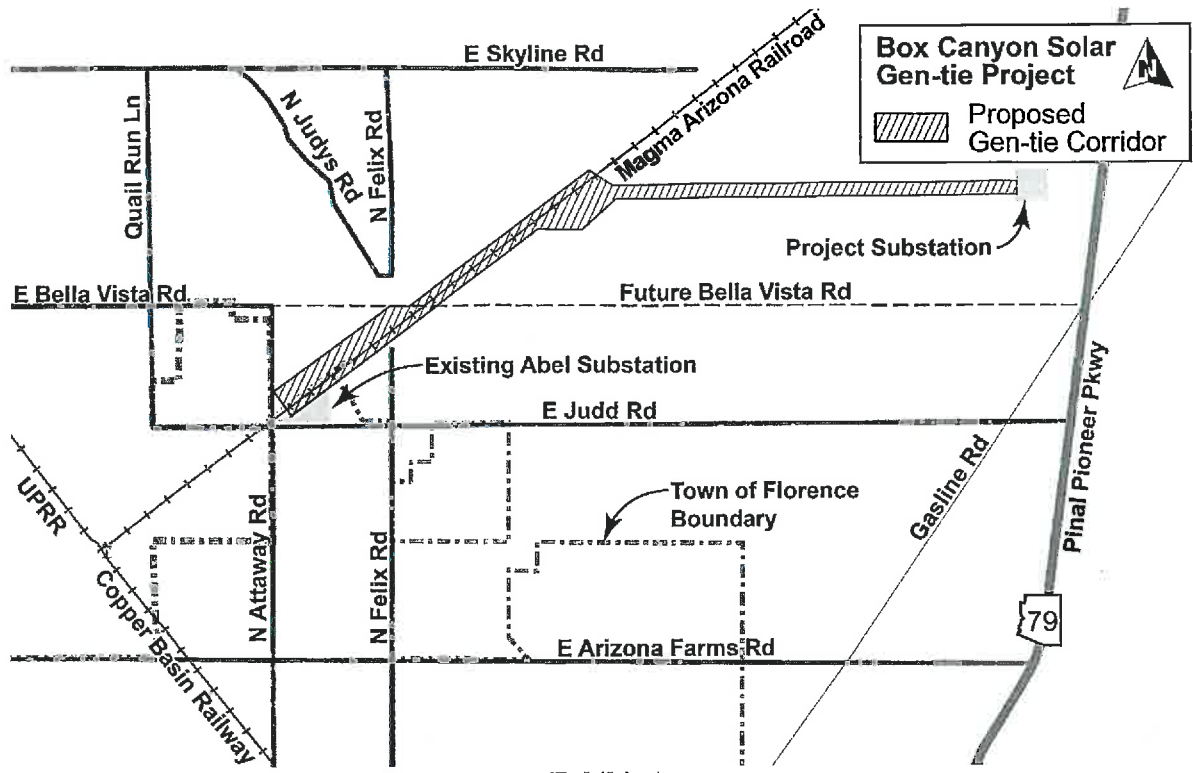 E Skyline Rd
Magma Arizona Railroad
Box Canyon Solar
Gen-tie Project
N
Proposed
Gen-tie Corridor
Quail Run Ln
N Judys Rd
N Felix Rd
Project Substation
E Bella Vista Rd
Future Bella Vista Rd
Existing Abel Substation
E Judd Rd
Pinal Pioneer Pkwy
Gasline Rd
UPRR
Town of Florence
Boundary
N Attaway Rd
N Felix Rd
Copper Basin Railway
79
E Arizona Farms Rd